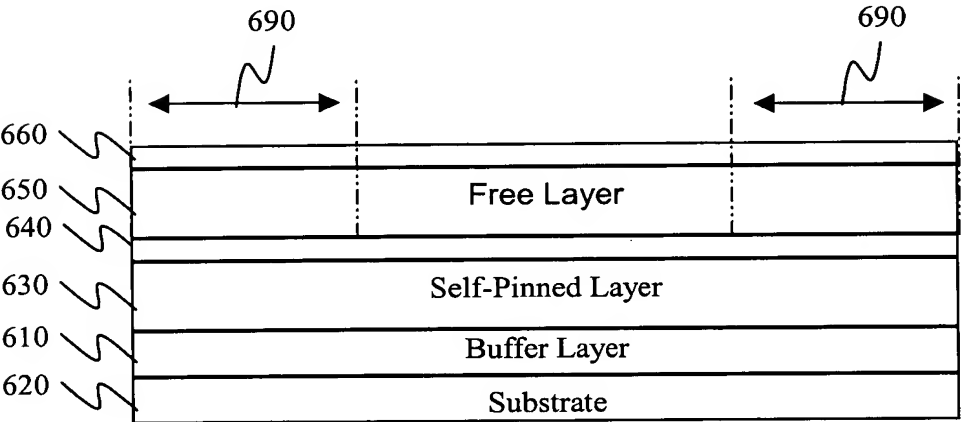 690 690
660
650 Free Layer
640
630 Self-Pinned Layer
610 Buffer Layer
620 Substrate